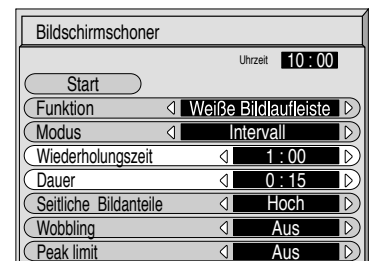 Bildschirmschoner
Uhrzeit 10 : 00
Start
Funktion Weiße Bildlaufleiste
Modus Intervall
Wiederholungszeit 1 : 00
Dauer 0 : 15
Seitliche Bildanteile Hoch
Wobbling Aus
Peak limit Aus